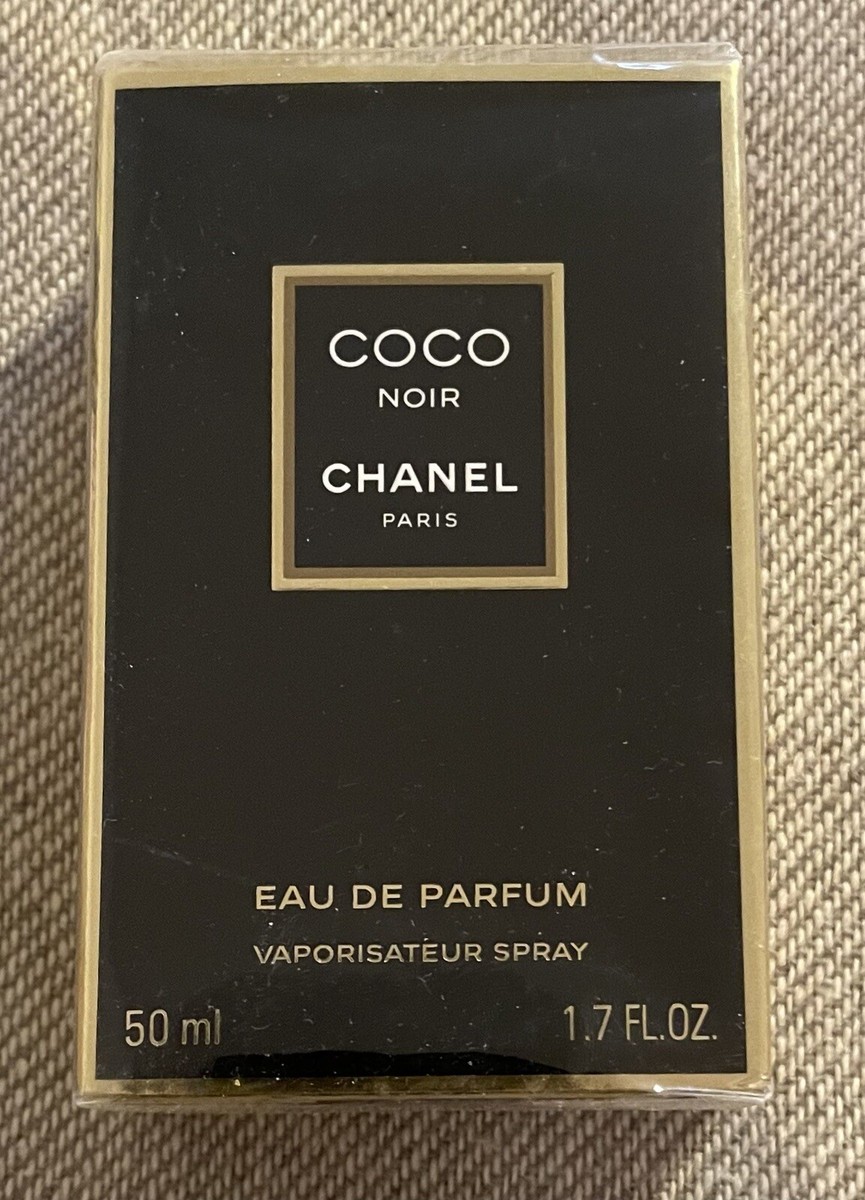 COCO
NOIR
CHANEL
PARIS
EAU DE PARFUM
VAPORISATEUR SPRAY
50 ml 1.7 FL.OZ.